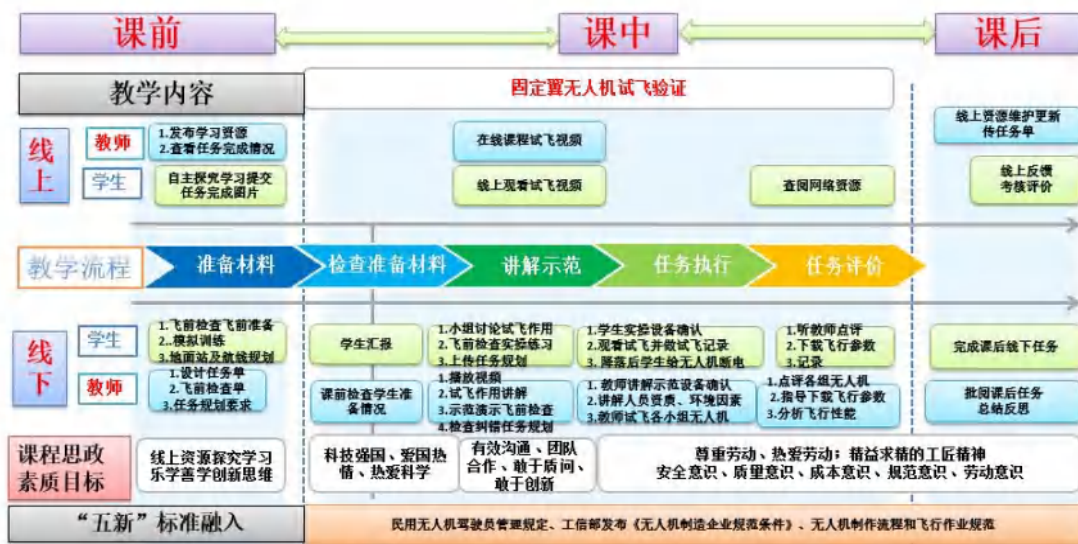 课前
课中
课后
教学内容
固定翼无人机试飞验证
线上
教师
1.发布学习资源
2.查看任务完成情况
在线课程试飞视频
线上资源维护更新
传任务单
学生
自主探究学习提交
任务完成图片
线上观看试飞视频
查阅网络资源
线上反馈
考核评价
教学流程
准备材料
检查准备材料
讲解示范
任务执行
任务评价
线下
学生
1.飞前检查飞前准备
2..模拟训练
3.地面站及航线规划
学生汇报
1.小组讨论试飞作用
2.飞前检查实操练习
3.上传任务规划
1.学生实操设备确认
2.观看试飞并做试飞记录
3.降落后学生给无人机断电
1.听教师点评
2.下载飞行参数
3.记录
完成课后线下任务
教师
1.设计任务单
2.飞前检查单
3.任务规划要求
课前检查学生准
备情况
1.播放视频
2.试飞作用讲解
3.示范演示飞前检查
4.检查纠错任务规划
1.教师讲解示范设备确认
2.讲解人员资质、环境因素
3.教师试飞各小组无人机
1.点评各组无人机
2.指导下载飞行参数
3.分析飞行性能
批阅课后任务
总结反思
课程思政
素质目标
线上资源探究学习
乐学善学创新思维
科技强国、爱国热
情、热爱科学
有效沟通、团队
合作、敢于质问、
敢于创新
尊重劳动、热爱劳动；精益求精的工匠精神
安全意识、质量意识、成本意识、规范意识、劳动意识
“五新”标准融入
民用无人机驾驶员管理规定、工信部发布《无人机制造企业规范条件》、无人机制作流程和飞行作业规范